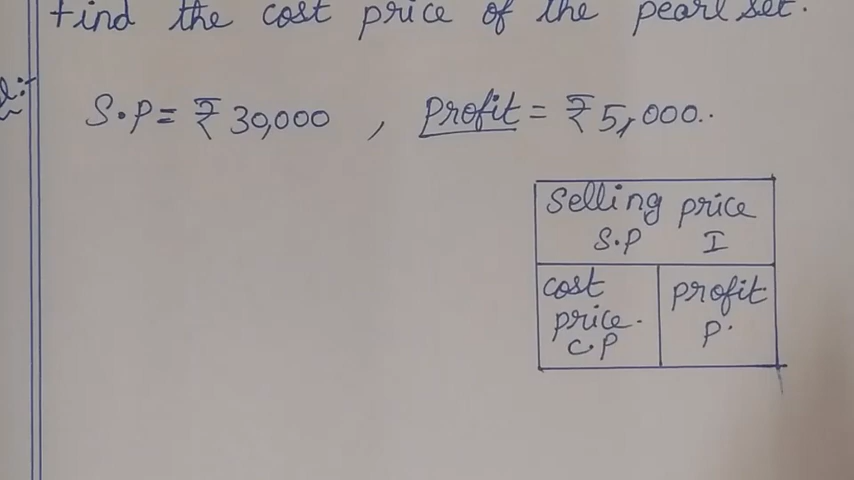 Find the cost price of the pearl set.
S.P = ₹ 30,000 , profit = ₹ 5,000.
Selling price
S.P I
cost
price.
C.P
profit
P.